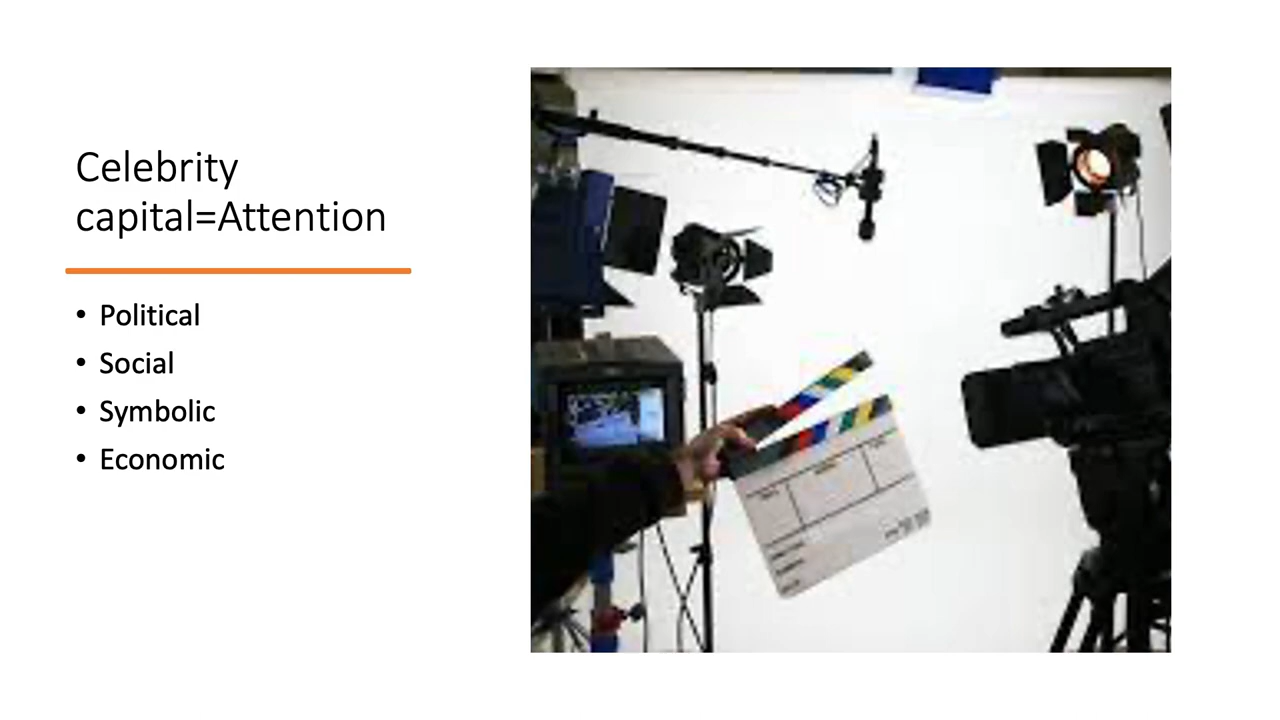 Celebrity
capital=Attention
• Political
• Social
• Symbolic
• Economic